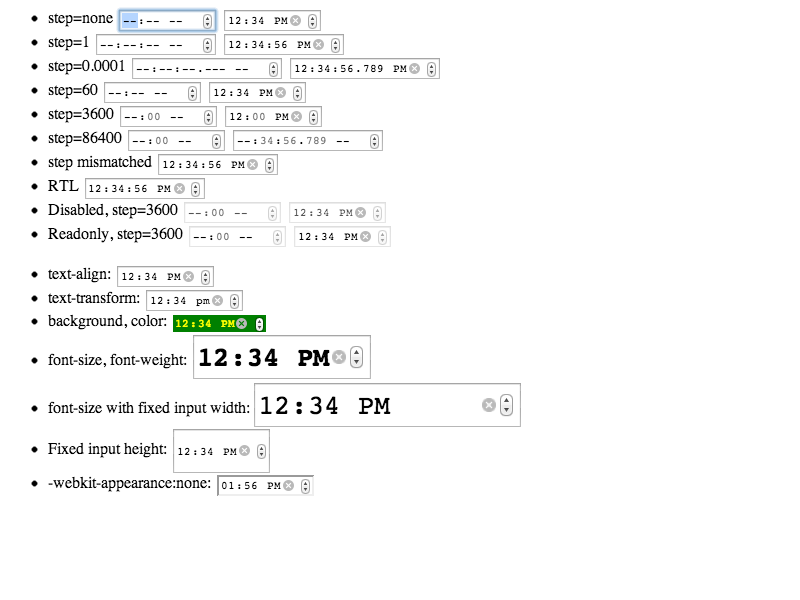 step=none --:-- -- 12:34 PM
step=1 --:--:-- -- 12:34:56 PM
step=0.0001 --:--:--.--- -- 12:34:56.789 PM
step=60 --:-- -- 12:34 PM
step=3600 --:00 -- 12:00 PM
step=86400 --:00 -- --:34:56.789 --
step mismatched 12:34:56 PM
RTL 12:34:56 PM
Disabled, step=3600 --:00 -- 12:34 PM
Readonly, step=3600 --:00 -- 12:34 PM
text-align: 12:34 PM
text-transform: 12:34 pm
background, color: 12:34 PM
font-size, font-weight: 12:34 PM
font-size with fixed input width: 12:34 PM
Fixed input height: 12:34 PM
-webkit-appearance:none: 01:56 PM